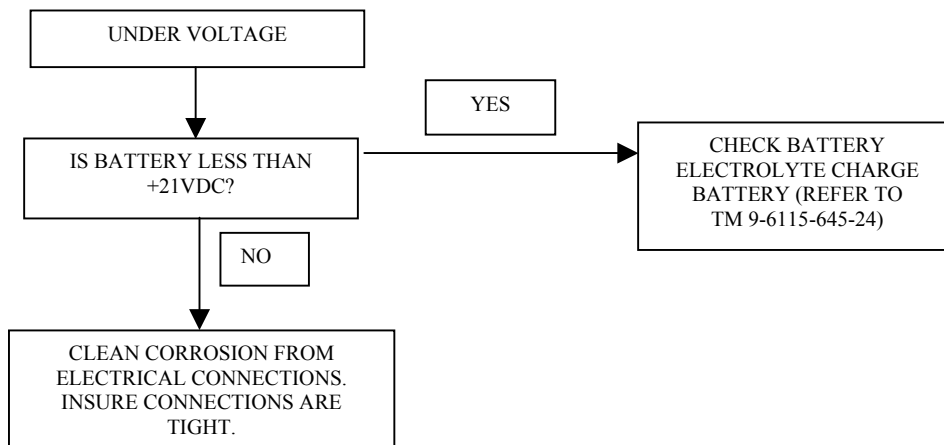 UNDER VOLTAGE
YES
IS BATTERY LESS THAN
+21VDC?
CHECK BATTERY
ELECTROLYTE CHARGE
BATTERY (REFER TO
TM 9-6115-645-24)
NO
CLEAN CORROSION FROM
ELECTRICAL CONNECTIONS.
INSURE CONNECTIONS ARE
TIGHT.